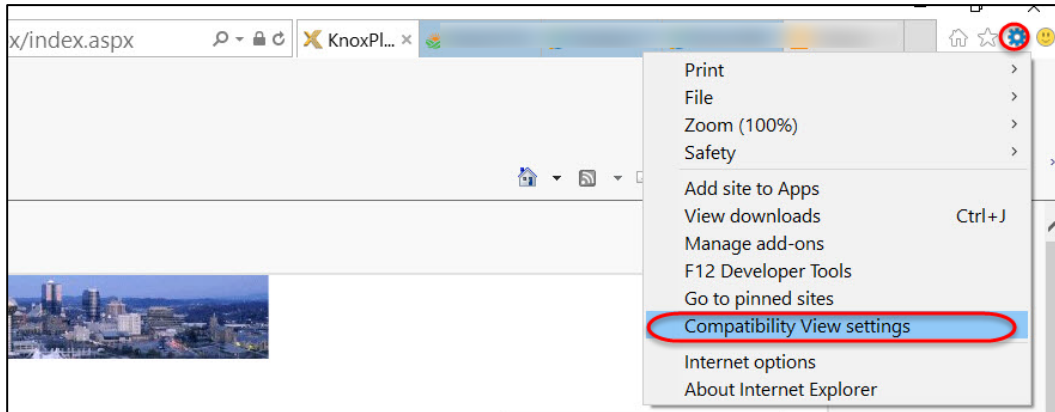 x/index.aspx
KnoxPl...
Print
File
Zoom (100%)
Safety
Add site to Apps
View downloads Ctrl+J
Manage add-ons
F12 Developer Tools
Go to pinned sites
Compatibility View settings
Internet options
About Internet Explorer